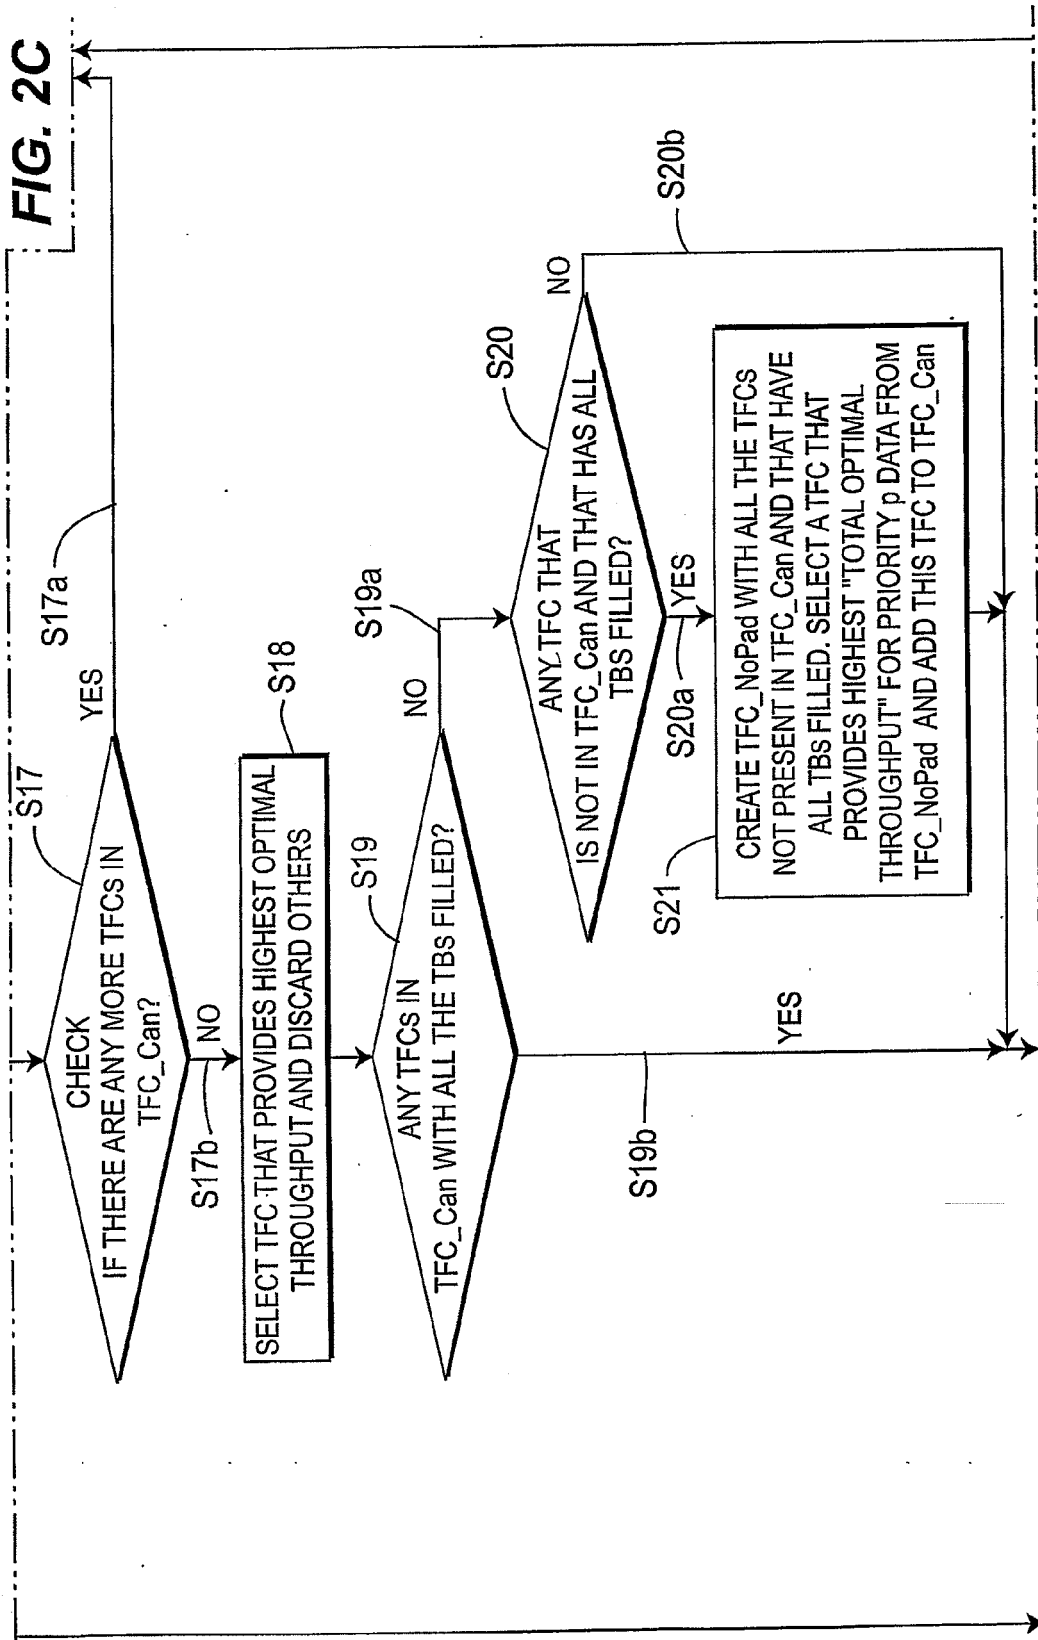 FIG. 2C
S17
CHECK
IF THERE ARE ANY MORE TFCs IN
TFC_Can?
YES
S17a
NO
S17b
S18
SELECT TFC THAT PROVIDES HIGHEST OPTIMAL
THROUGHPUT AND DISCARD OTHERS
S19
ANY TFCs IN
TFC_Can WITH ALL THE TBs FILLED?
NO
S19a
YES
S19b
S20
ANY TFC THAT
IS NOT IN TFC_Can AND THAT HAS ALL
TBs FILLED?
NO
S20b
YES
S20a
S21
CREATE TFC_NoPad WITH ALL THE TFCs
NOT PRESENT IN TFC_Can AND THAT HAVE
ALL TBs FILLED. SELECT A TFC THAT
PROVIDES HIGHEST "TOTAL OPTIMAL
THROUGHPUT" FOR PRIORITY p DATA FROM
TFC_NoPad AND ADD THIS TFC TO TFC_Can